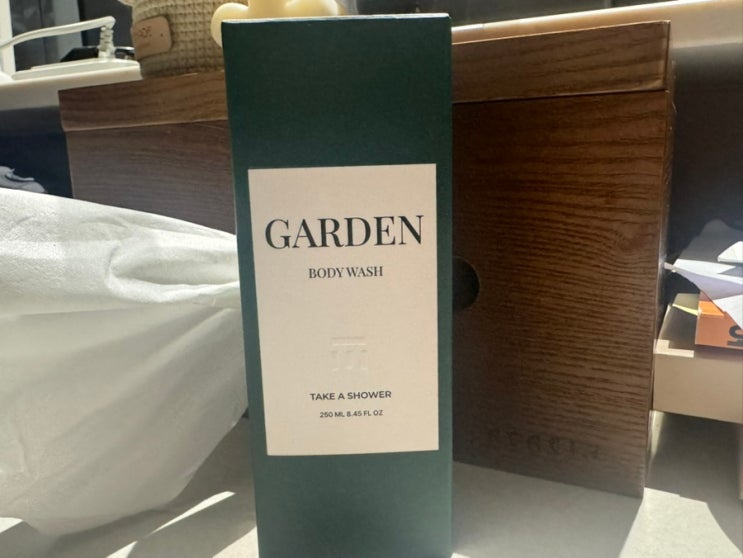 GARDEN
BODY WASH
TAKE A SHOWER
250 ML 8.45 FL OZ